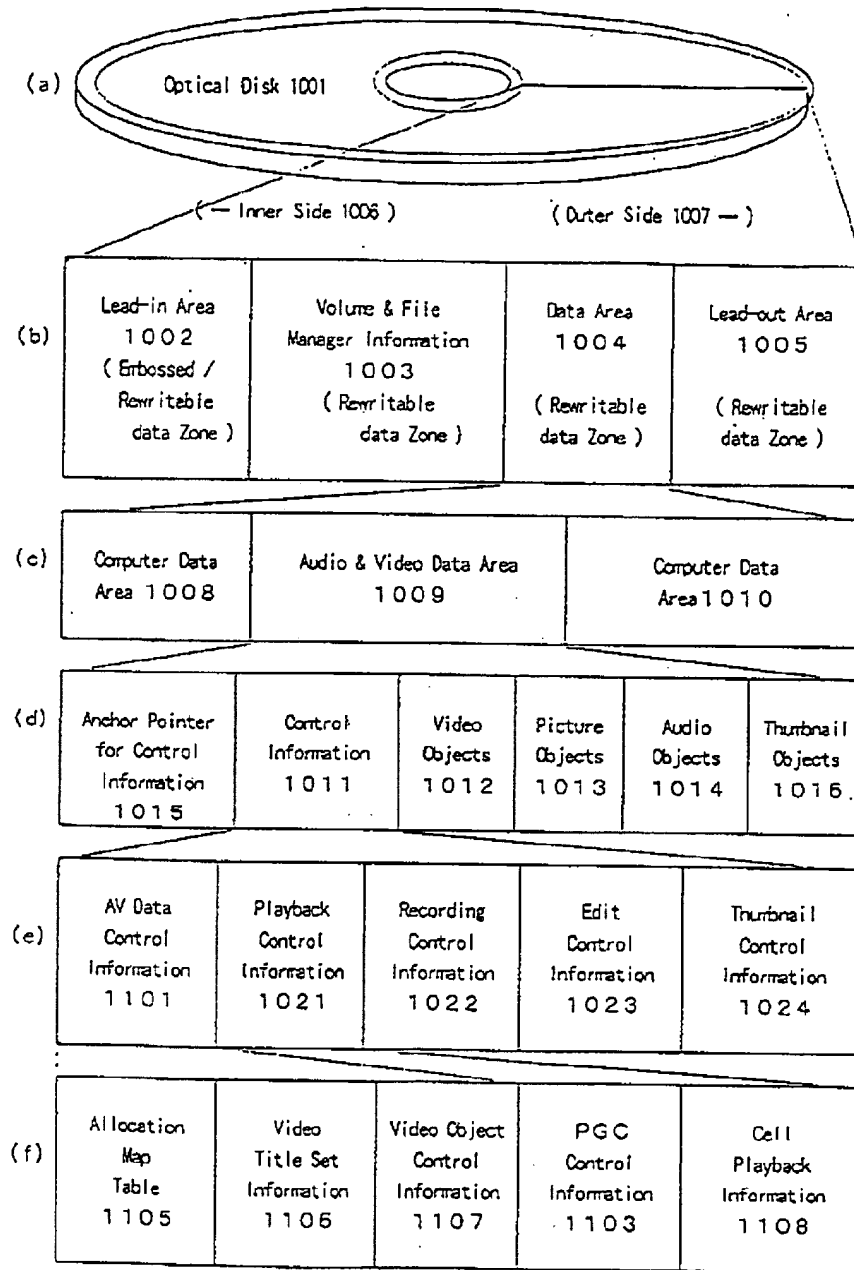 (a)
Optical Disk 1001
( — Inner Side 1006 )
( Outer Side 1007 — )
(b)
Lead-in Area
1002
( Embossed /
Rewritable
data Zone )
Volume & File
Manager Information
1003
( Rewritable
data Zone )
Data Area
1004
( Rewritable
data Zone )
Lead-out Area
1005
( Rewritable
data Zone )
(c)
Computer Data
Area 1008
Audio & Video Data Area
1009
Computer Data
Area 1010
(d)
Anchor Pointer
for Control
Information
1015
Control
Information
1011
Video
Objects
1012
Picture
Objects
1013
Audio
Objects
1014
Thumbnail
Objects
1016
(e)
AV Data
Control
Information
1101
Playback
Control
Information
1021
Recording
Control
Information
1022
Edit
Control
Information
1023
Thumbnail
Control
Information
1024
(f)
Allocation
Map
Table
1105
Video
Title Set
Information
1106
Video Object
Control
Information
1107
PGC
Control
Information
1103
Cell
Playback
Information
1108